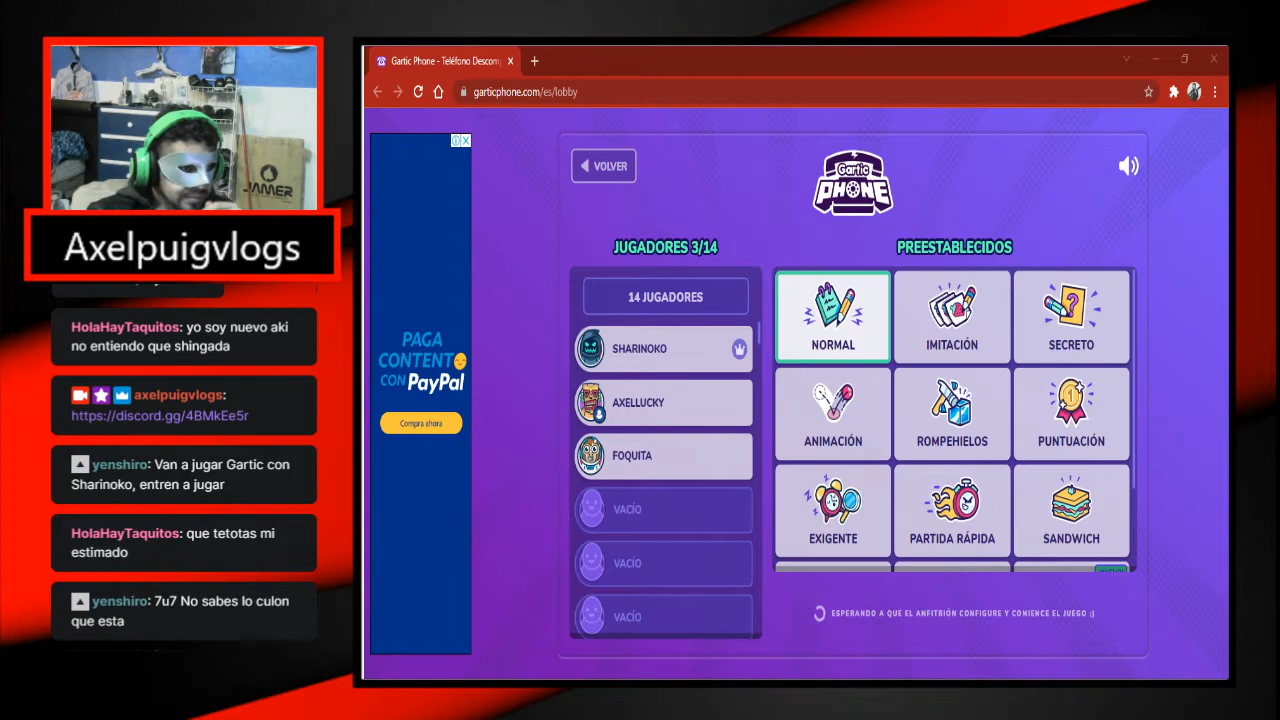 Gartic Phone - Teléfono Descom
garticphone.com/es/lobby
JAMER
Axelpuigvlogs
HolaHayTaquitos: yo soy nuevo aki
no entiendo que shingada
axelpuigvlogs:
https://discord.gg/4BMkEe5r
yenshiro: Van a jugar Gartic con
Sharinoko, entren a jugar
HolaHayTaquitos: que tetotas mi
estimado
yenshiro: 7u7 No sabes lo culon
que esta
PAGA
CONTENT
CON PayPal
Compra ahora
VOLVER
Gartic
PHONE
JUGADORES 3/14
14 JUGADORES
SHARINOKO
AXELLUCKY
FOQUITA
VACÍO
VACÍO
VACÍO
PREESTABLECIDOS
NORMAL
IMITACIÓN
SECRETO
ANIMACIÓN
ROMPEHIELOS
PUNTUACIÓN
EXIGENTE
PARTIDA RÁPIDA
SANDWICH
ESPERANDO A QUE EL ANFITRIÓN CONFIGURE Y COMIENCE EL JUEGO ;)